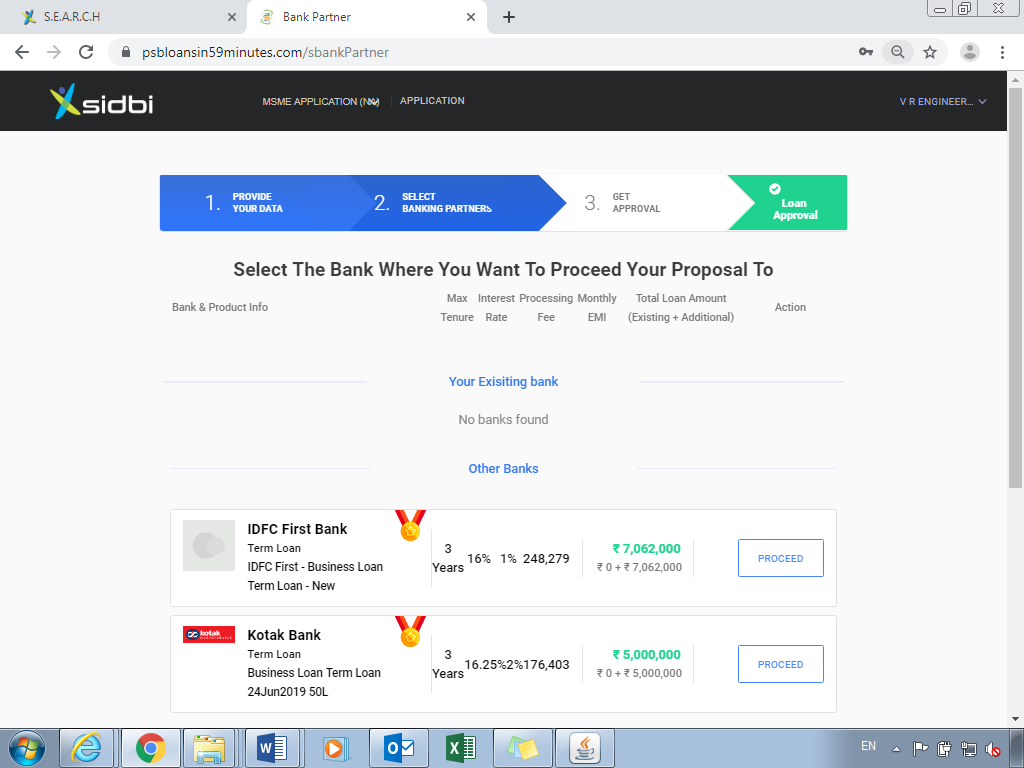 S.E.A.R.C.H
Bank Partner
psbloansin59minutes.com/sbankPartner
sidbi
MSME APPLICATION
APPLICATION
V R ENGINEER...
1. PROVIDE
YOUR DATA
2. SELECT
BANKING PARTNERS
3. GET
APPROVAL
Loan
Approval
Select The Bank Where You Want To Proceed Your Proposal To
Bank & Product Info
Max
Tenure
Interest
Rate
Processing
Fee
Monthly
EMI
Total Loan Amount
(Existing + Additional)
Action
Your Exisiting bank
No banks found
Other Banks
IDFC First Bank
Term Loan
IDFC First - Business Loan
Term Loan - New
3
Years
16%
1%
248,279
₹ 7,062,000
₹ 0 + ₹ 7,062,000
PROCEED
kotak
Kotak Bank
Term Loan
Business Loan Term Loan
24Jun2019 50L
3
Years
16.25%
2%
176,403
₹ 5,000,000
₹ 0 + ₹ 5,000,000
PROCEED
EN